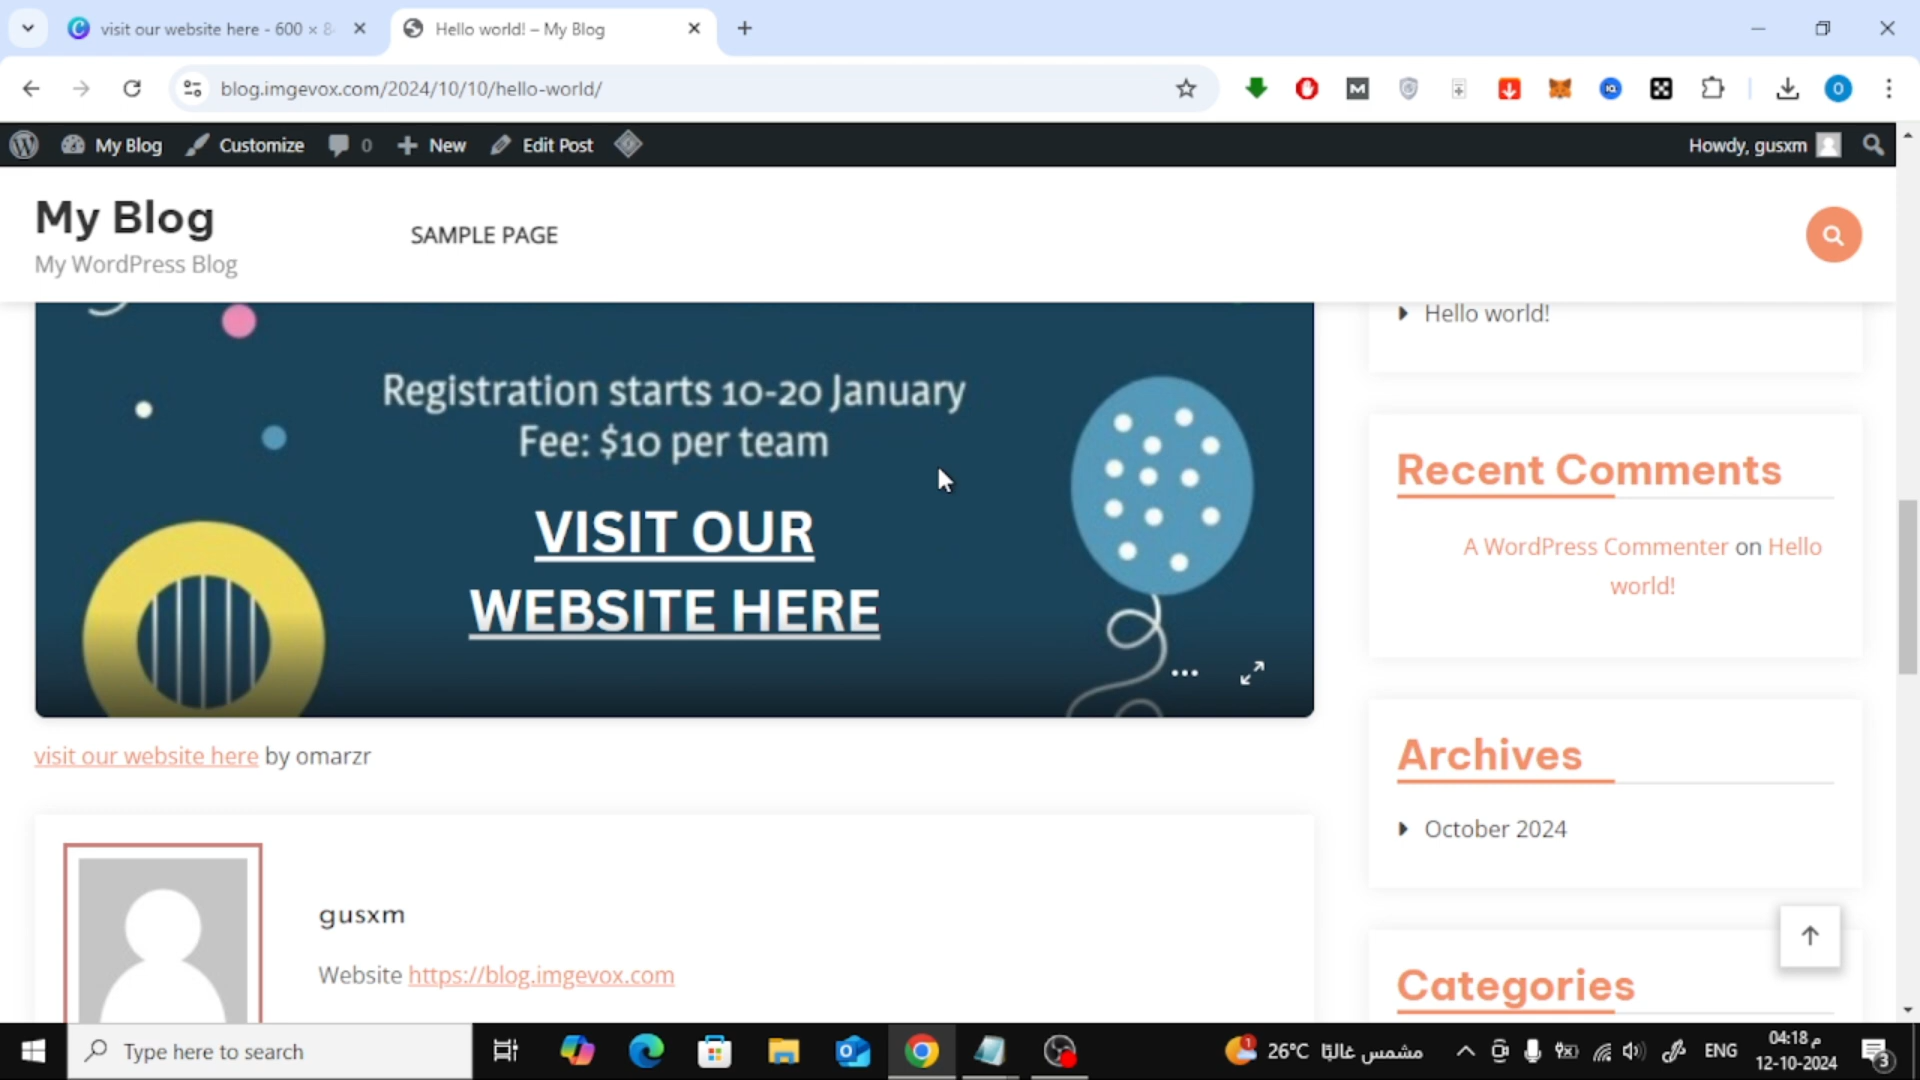 visit our website here - 600 × 8
Hello world! – My Blog
blog.imgevox.com/2024/10/10/hello-world/
My Blog
Customize
0
New
Edit Post
Howdy, gusxm
My Blog
My WordPress Blog
SAMPLE PAGE
Registration starts 10-20 January
Fee: $10 per team
VISIT OUR
WEBSITE HERE
visit our website here by omarzr
gusxm
Website https://blog.imgevox.com
Hello world!
Recent Comments
A WordPress Commenter on Hello
world!
Archives
October 2024
Categories
Type here to search
26°C مشمس غالبًا
ENG
04:18 م
12-10-2024
3